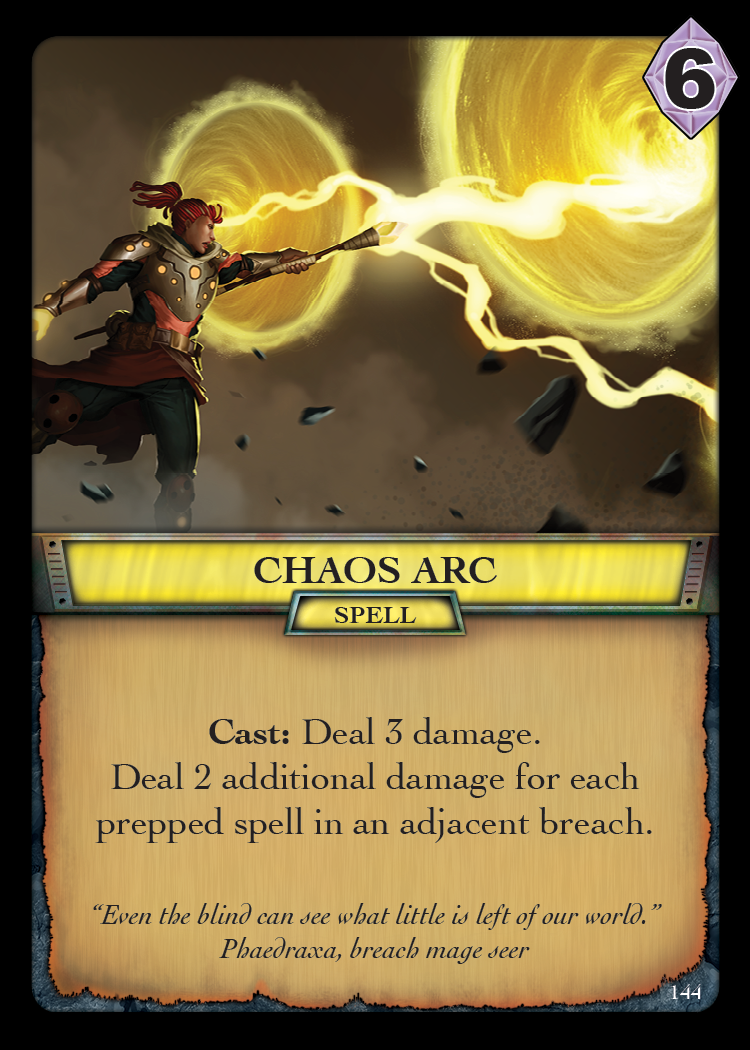 6
CHAOS ARC
SPELL
Cast: Deal 3 damage.
Deal 2 additional damage for each
prepped spell in an adjacent breach.
“Even the blind can see what little is left of our world.”
Phaedraxa, breach mage seer
144